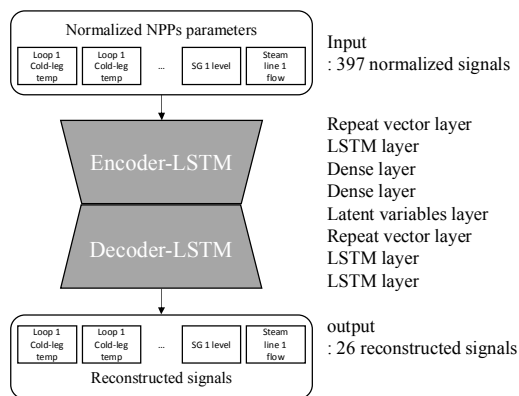 Normalized NPPs parameters
Loop 1
Cold-leg
temp
Loop 1
Cold-leg
temp
...
SG 1 level
Steam
line 1
flow
Input
: 397 normalized signals
Encoder-LSTM
Decoder-LSTM
Repeat vector layer
LSTM layer
Dense layer
Dense layer
Latent variables layer
Repeat vector layer
LSTM layer
LSTM layer
Loop 1
Cold-leg
temp
Loop 1
Cold-leg
temp
...
SG 1 level
Steam
line 1
flow
Reconstructed signals
output
: 26 reconstructed signals